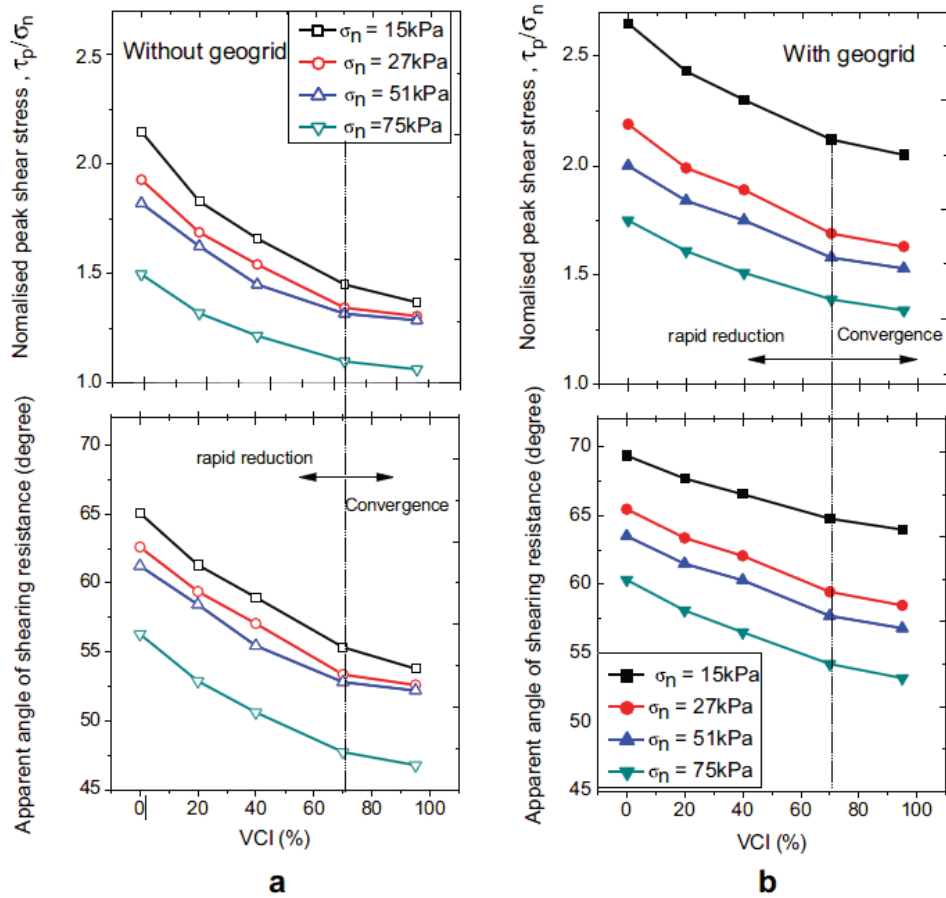 Nomalised peak shear stress , τp/σn
2.5
2.0
1.5
1.0
Without geogrid
σn = 15kPa
σn = 27kPa
σn = 51kPa
σn =75kPa
Apparent angle of shearing resistance (degree)
70
65
60
55
50
45
rapid reduction
Convergence
0 20 40 60 80 100
VCI (%)
a
Nomalised peak shear stress , τp/σn
2.5
2.0
1.5
1.0
With geogrid
rapid reduction
Convergence
Apparent angle of shearing resistance (degree)
70
65
60
55
50
45
σn = 15kPa
σn = 27kPa
σn = 51kPa
σn = 75kPa
0 20 40 60 80 100
VCI (%)
b